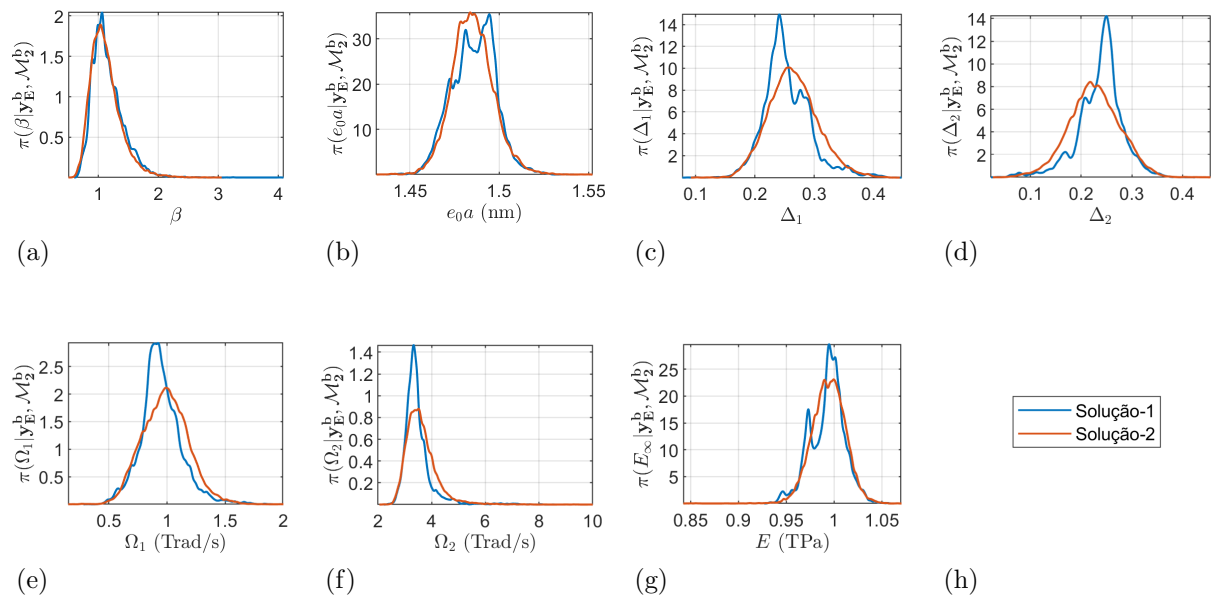 π(β|y_E^b, M_2^b)
2
1.5
1
0.5
1 2 3 4
β
(a)
π(e₀a|y_E^b, M_2^b)
30
20
10
1.45 1.5 1.55
e₀a (nm)
(b)
π(Δ₁|y_E^b, M_2^b)
14
12
10
8
6
4
2
0.1 0.2 0.3 0.4
Δ₁
(c)
π(Δ₂|y_E^b, M_2^b)
14
12
10
8
6
4
2
0.1 0.2 0.3 0.4
Δ₂
(d)
π(Ω₁|y_E^b, M_2^b)
2.5
2
1.5
1
0.5
0.5 1 1.5 2
Ω₁ (Trad/s)
(e)
π(Ω₂|y_E^b, M_2^b)
1.4
1.2
1
0.8
0.6
0.4
0.2
2 4 6 8 10
Ω₂ (Trad/s)
(f)
π(E_∞|y_E^b, M_2^b)
25
20
15
10
5
0.85 0.9 0.95 1 1.05
E (TPa)
(g)
Solução-1
Solução-2
(h)